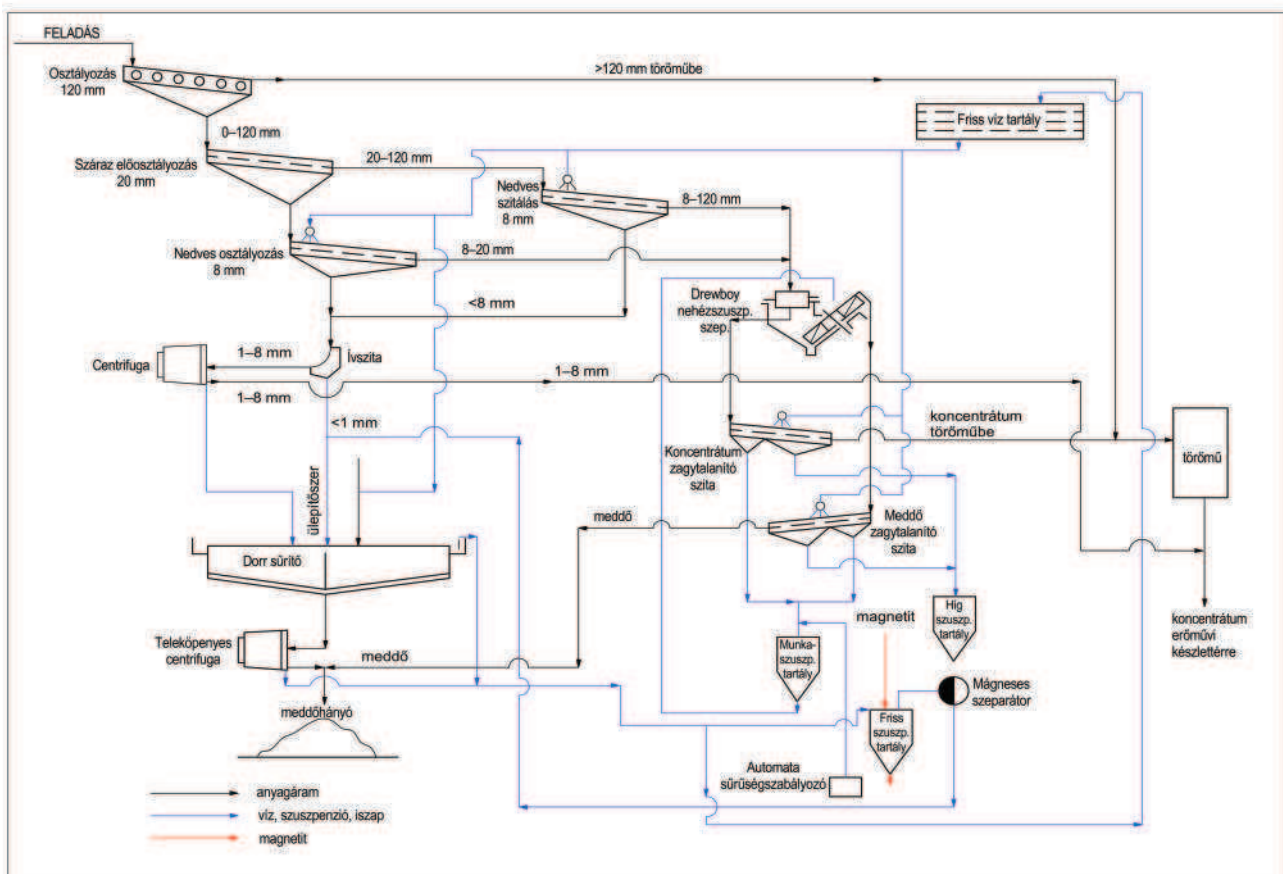 FELADÁS
Osztályozás
120 mm
>120 mm törőműbe
Friss víz tartály
0–120 mm
Száraz előosztályozás
20 mm
20–120 mm
Nedves
szitálás
8 mm
8–120 mm
Nedves osztályozás
8 mm
8–20 mm
<8 mm
Drewboy
nehézszuszp.
szep.
Centrifuga
1–8 mm
Ívszita
1–8 mm
1–8 mm
<1 mm
koncentrátum
törőműbe
törőmű
Koncentrátum
zagytalanító
szita
ülepítőszer
meddő
Meddő
zagytalanító
szita
Dorr sűrítő
Híg
szuszp.
tartály
magnetit
koncentrátum
erőművi
készlettérre
Teleköpenyes
centrifuga
meddő
Munka-
szuszp.
tartály
Mágneses
szeparátor
meddőhányó
Friss
szuszp.
tartály
Automata
sűrűségszabályozó
anyagáram
víz, szuszpenzió, iszap
magnetit